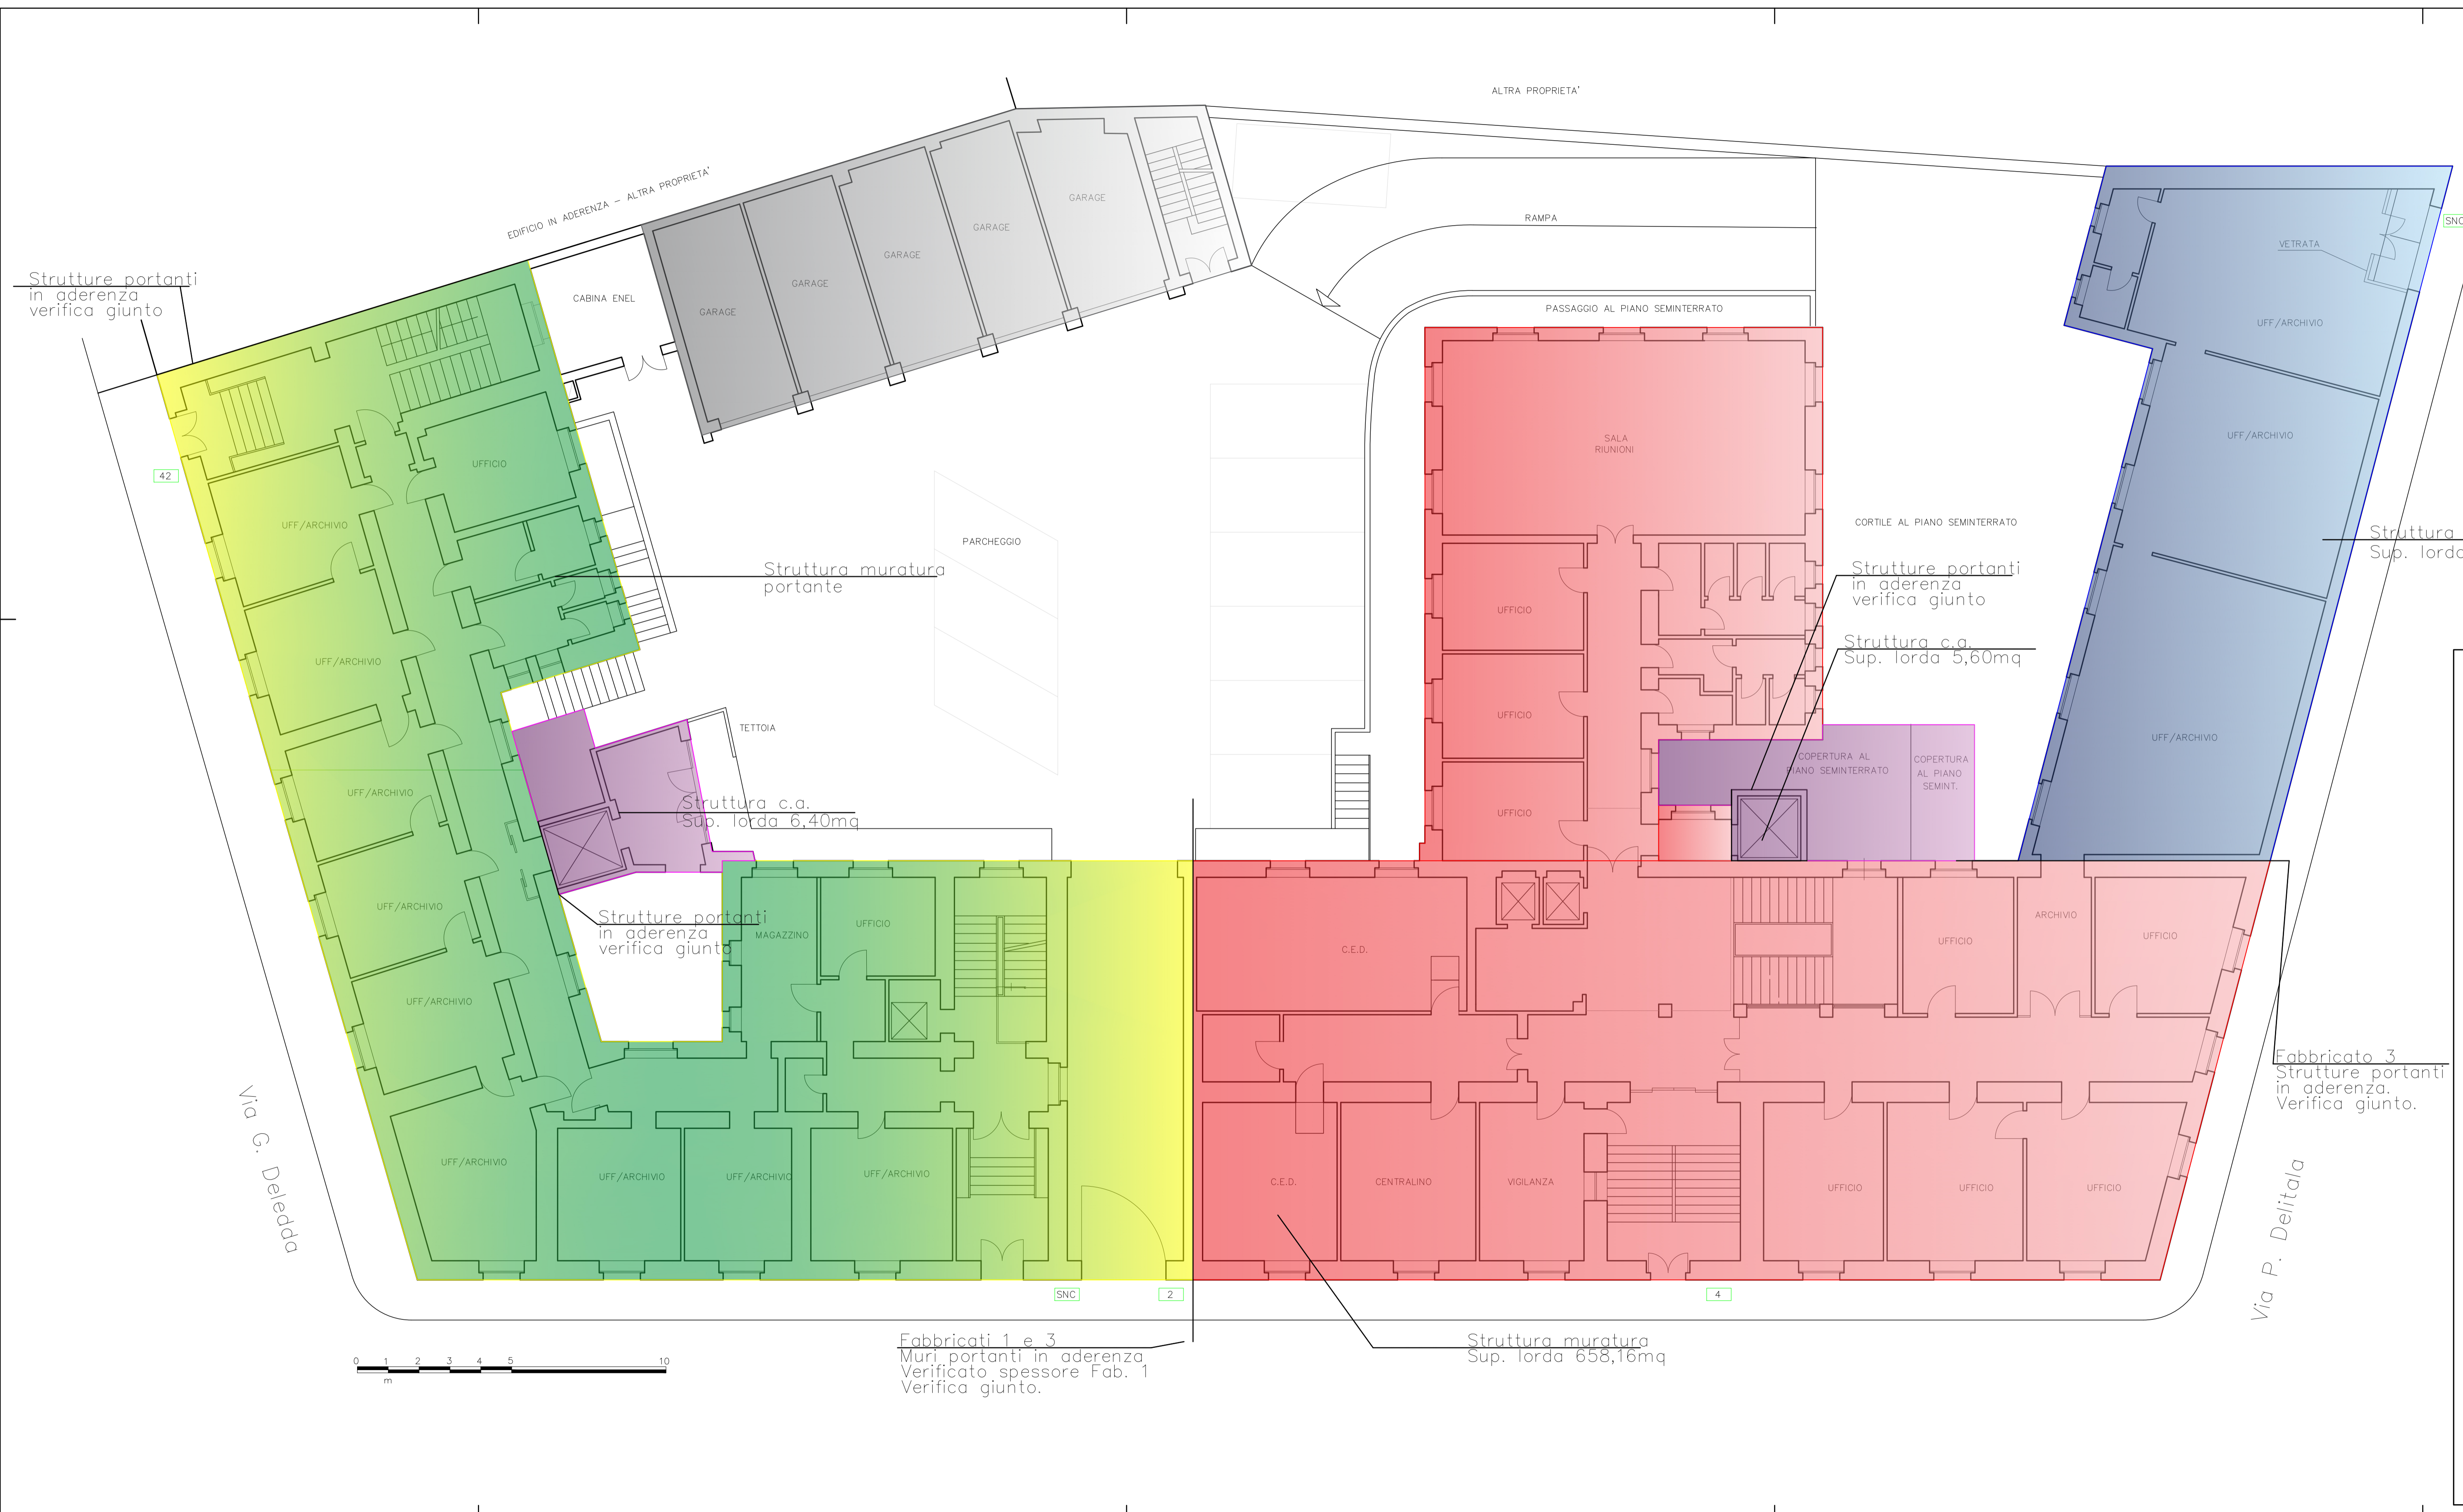 ALTRA PROPRIETA'
EDIFICIO IN ADERENZA - ALTRA PROPRIETA'
GARAGE
GARAGE
GARAGE
GARAGE
GARAGE
CABINA ENEL
RAMPA
PASSAGGIO AL PIANO SEMINTERRATO
SNC
VETRATA
UFF/ARCHIVIO
UFF/ARCHIVIO
UFF/ARCHIVIO
Strutture portanti
in aderenza
verifica giunto
42
UFFICIO
UFF/ARCHIVIO
UFF/ARCHIVIO
UFF/ARCHIVIO
UFF/ARCHIVIO
UFF/ARCHIVIO
UFF/ARCHIVIO
UFF/ARCHIVIO
UFF/ARCHIVIO
UFF/ARCHIVIO
Struttura muratura
portante
PARCHEGGIO
TETTOIA
Struttura c.a.
Sup. lorda 6,40mq
Strutture portanti
in aderenza
verifica giunto
MAGAZZINO
UFFICIO
SALA
RIUNIONI
UFFICIO
UFFICIO
UFFICIO
CORTILE AL PIANO SEMINTERRATO
Strutture portanti
in aderenza
verifica giunto
Struttura c.a.
Sup. lorda 5,60mq
COPERTURA AL
PIANO SEMINTERRATO
COPERTURA
AL PIANO
SEMINT.
Struttura
Sup. lorda
C.E.D.
UFFICIO
ARCHIVIO
UFFICIO
C.E.D.
CENTRALINO
VIGILANZA
UFFICIO
UFFICIO
UFFICIO
Fabbricato 3
Strutture portanti
in aderenza.
Verifica giunto.
Via G. Deledda
Via P. Delitala
SNC
2
4
Fabbricati 1 e 3
Muri portanti in aderenza
Verificato spessore Fab. 1
Verifica giunto.
Struttura muratura
Sup. lorda 658,16mq
0 1 2 3 4 5 10
m